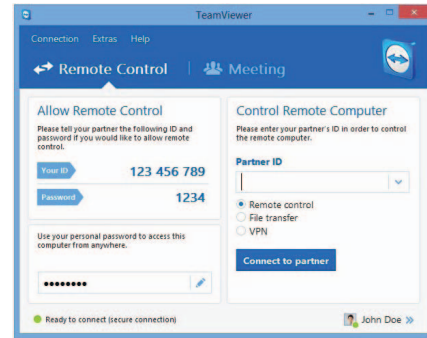 TeamViewer
Connection Extras Help
Remote Control | Meeting
Allow Remote Control
Please tell your partner the following ID and
password if you would like to allow remote
control.
Your ID 123 456 789
Password 1234
Use your personal password to access this
computer from anywhere.
••••••••
Control Remote Computer
Please enter your partner's ID in order to control
the remote computer.
Partner ID
Remote control
File transfer
VPN
Connect to partner
Ready to connect (secure connection)
John Doe